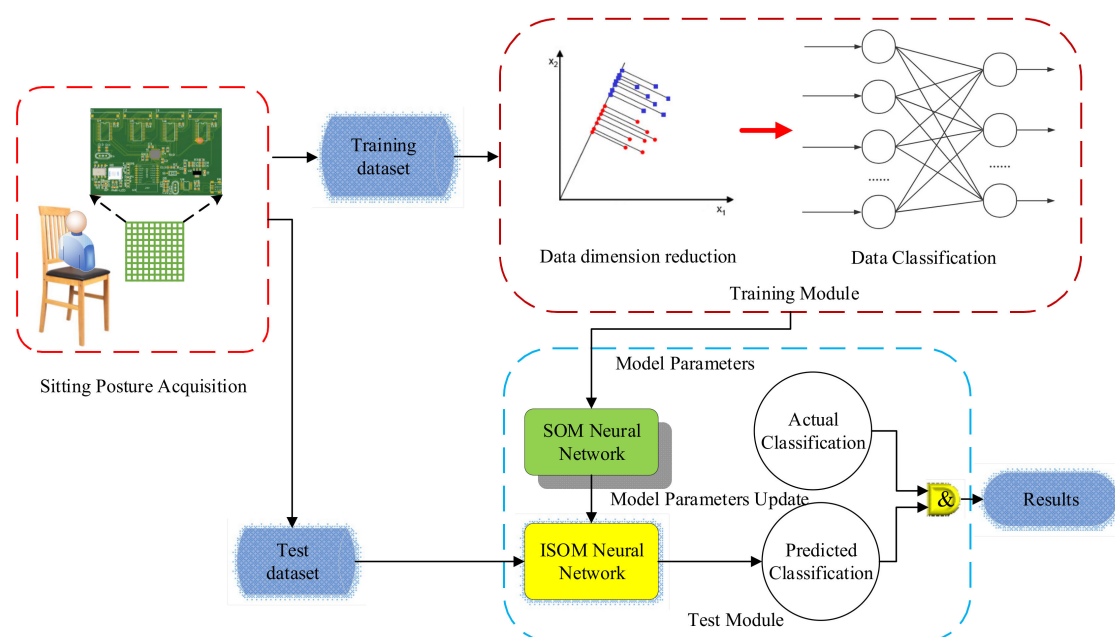 x2
x1
Training
dataset
......
......
Data dimension reduction
Data Classification
Training Module
Sitting Posture Acquisition
Model Parameters
SOM Neural
Network
Actual
Classification
Model Parameters Update
&
Results
Test
dataset
ISOM Neural
Network
Predicted
Classification
Test Module